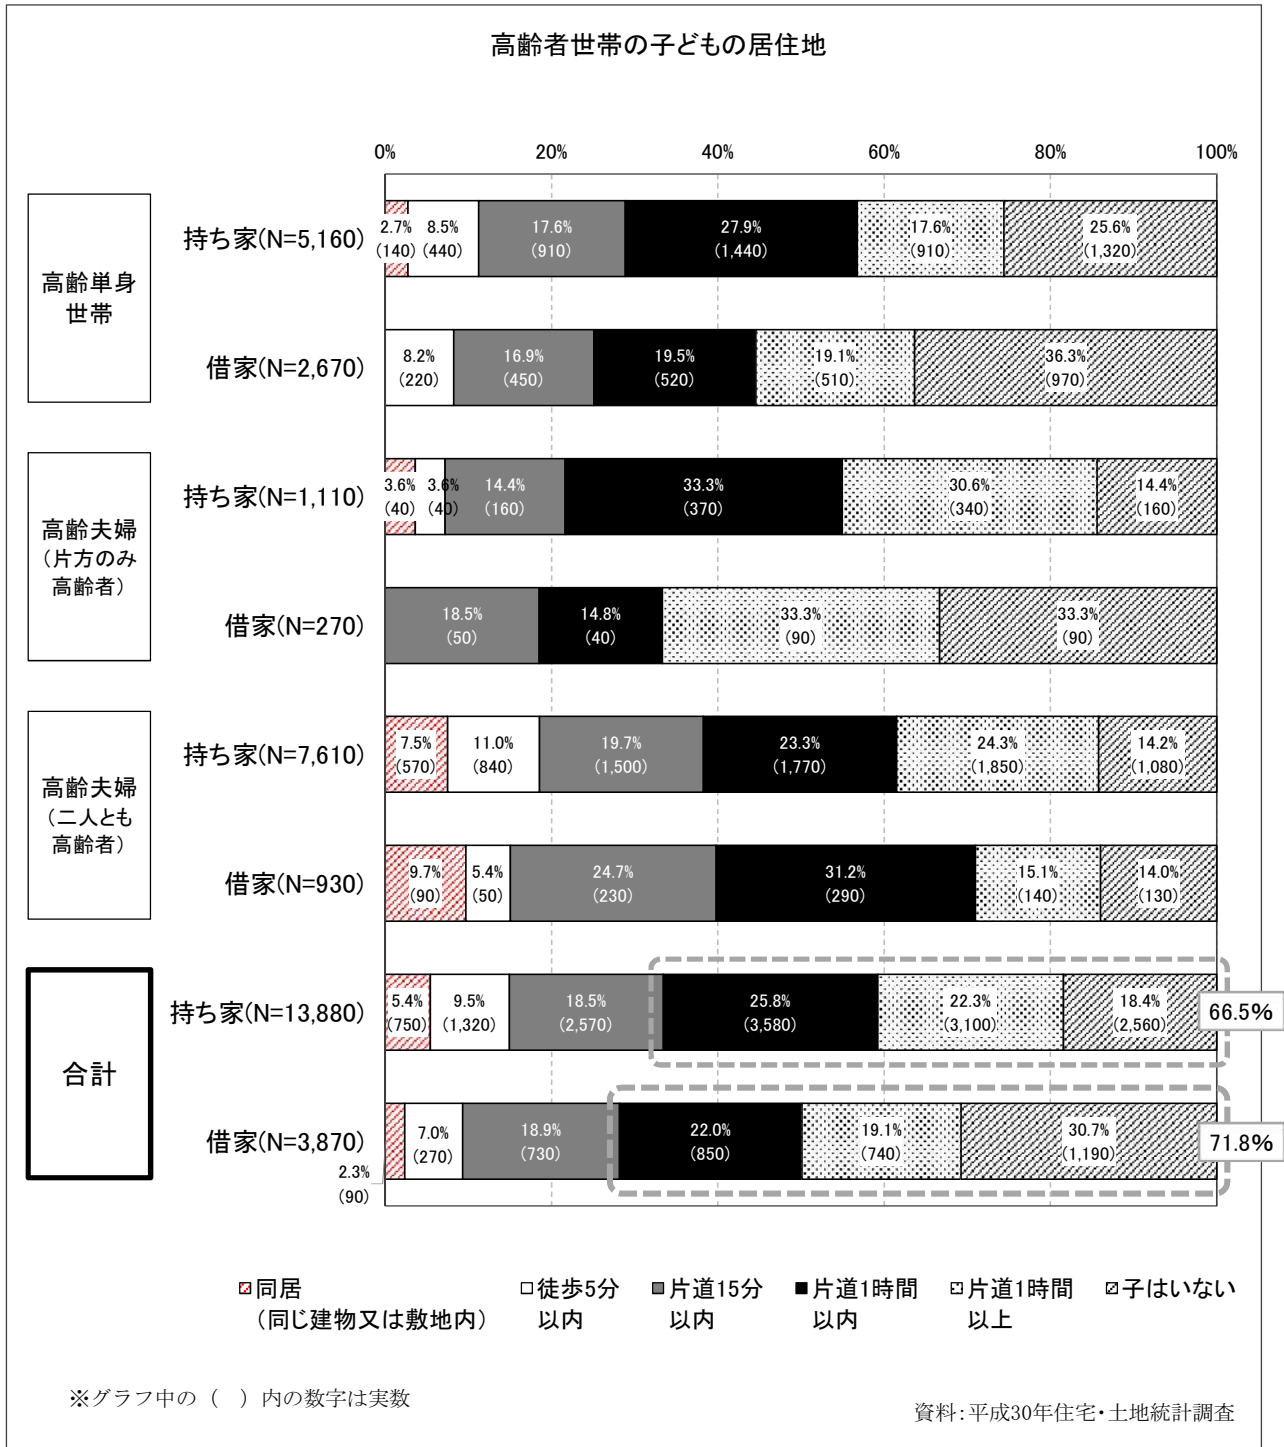 高齢者世帯の子どもの居住地
0% 20% 40% 60% 80% 100%
高齢単身
世帯
持ち家(N=5,160)
2.7% 8.5% 17.6% 27.9% 17.6% 25.6%
(140) (440) (910) (1,440) (910) (1,320)
借家(N=2,670)
8.2% 16.9% 19.5% 19.1% 36.3%
(220) (450) (520) (510) (970)
高齢夫婦
(片方のみ
高齢者)
持ち家(N=1,110)
3.6% 3.6% 14.4% 33.3% 30.6% 14.4%
(40) (40) (160) (370) (340) (160)
借家(N=270)
18.5% 14.8% 33.3% 33.3%
(50) (40) (90) (90)
高齢夫婦
(二人とも
高齢者)
持ち家(N=7,610)
7.5% 11.0% 19.7% 23.3% 24.3% 14.2%
(570) (840) (1,500) (1,770) (1,850) (1,080)
借家(N=930)
9.7% 5.4% 24.7% 31.2% 15.1% 14.0%
(90) (50) (230) (290) (140) (130)
合計
持ち家(N=13,880)
5.4% 9.5% 18.5% 25.8% 22.3% 18.4%
(750) (1,320) (2,570) (3,580) (3,100) (2,560)
66.5%
借家(N=3,870)
7.0% 18.9% 22.0% 19.1% 30.7%
(270) (730) (850) (740) (1,190)
71.8%
2.3%
(90)
同居
(同じ建物又は敷地内)
徒歩5分
以内
片道15分
以内
片道1時間
以内
片道1時間
以上
子はいない
※グラフ中の( )内の数字は実数
資料:平成30年住宅・土地統計調査